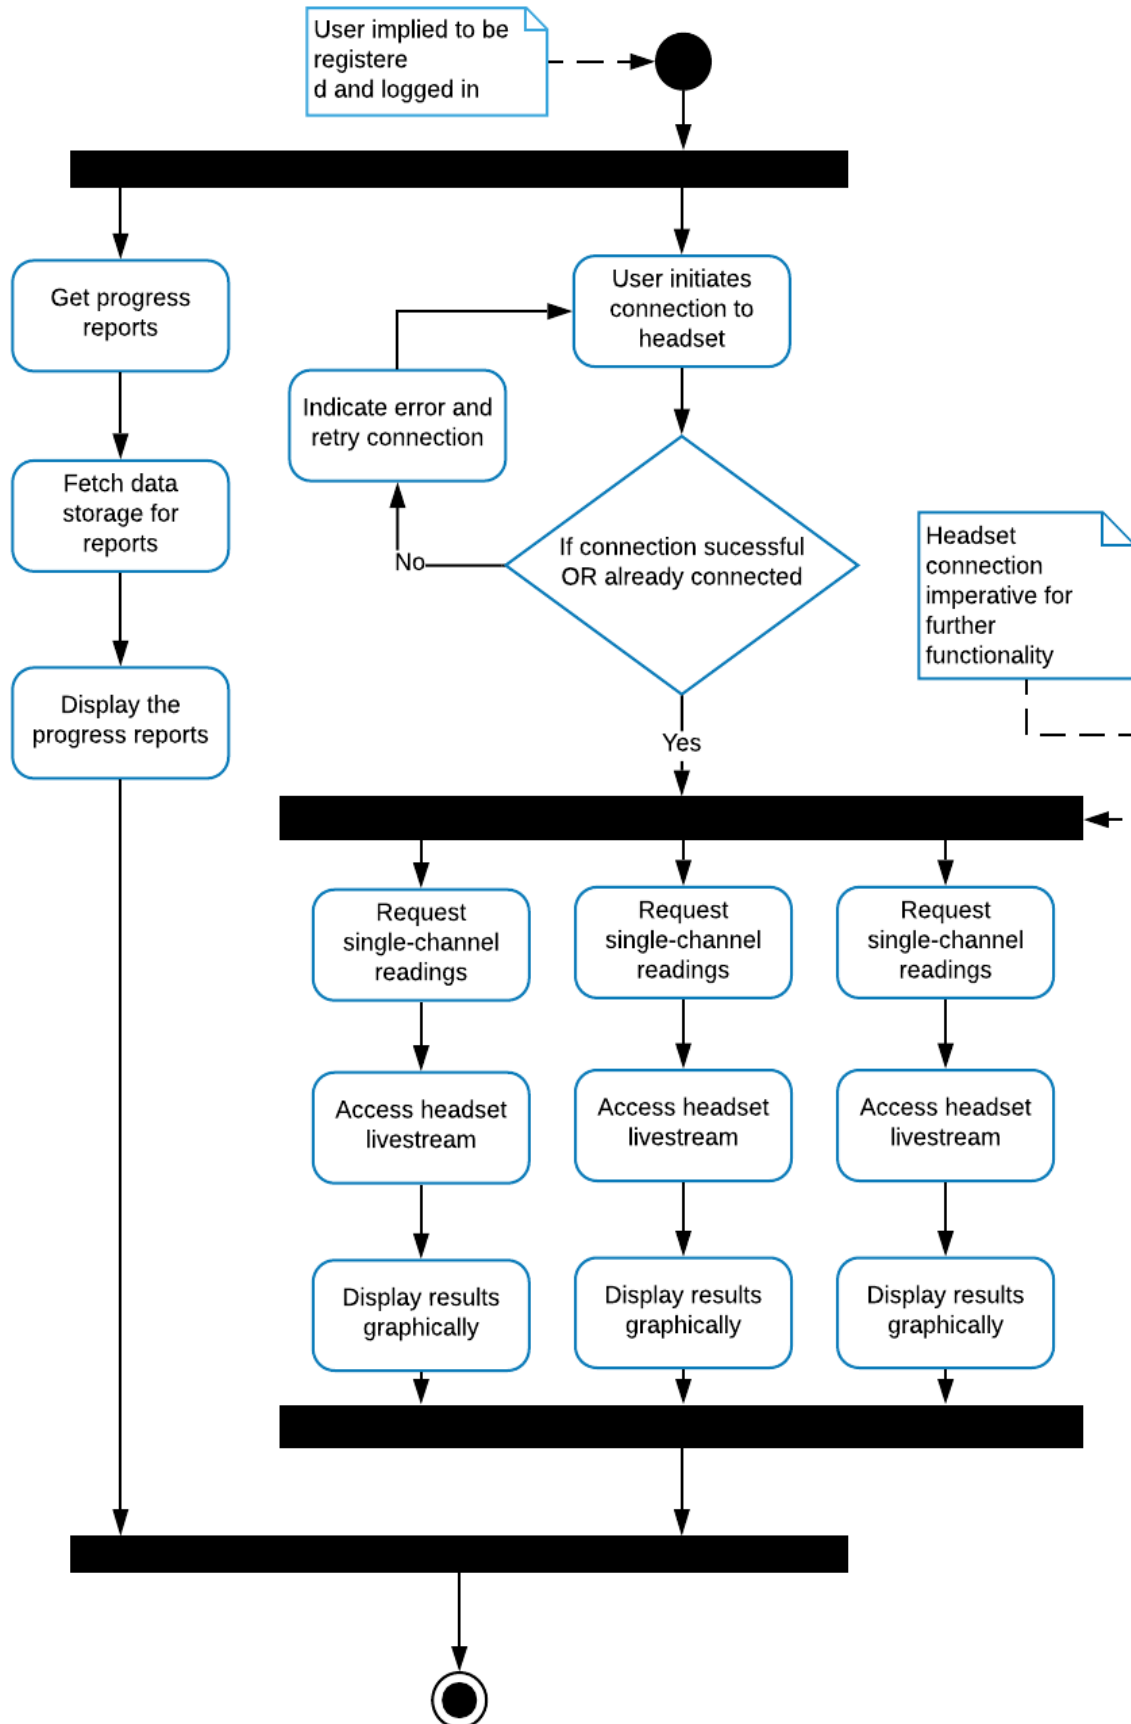 User implied to be
registere
d and logged in
Get progress
reports
User initiates
connection to
headset
Indicate error and
retry connection
Fetch data
storage for
reports
If connection sucessful
OR already connected
No
Headset
connection
imperative for
further
functionality
Display the
progress reports
Yes
Request
single-channel
readings
Request
single-channel
readings
Request
single-channel
readings
Access headset
livestream
Access headset
livestream
Access headset
livestream
Display results
graphically
Display results
graphically
Display results
graphically